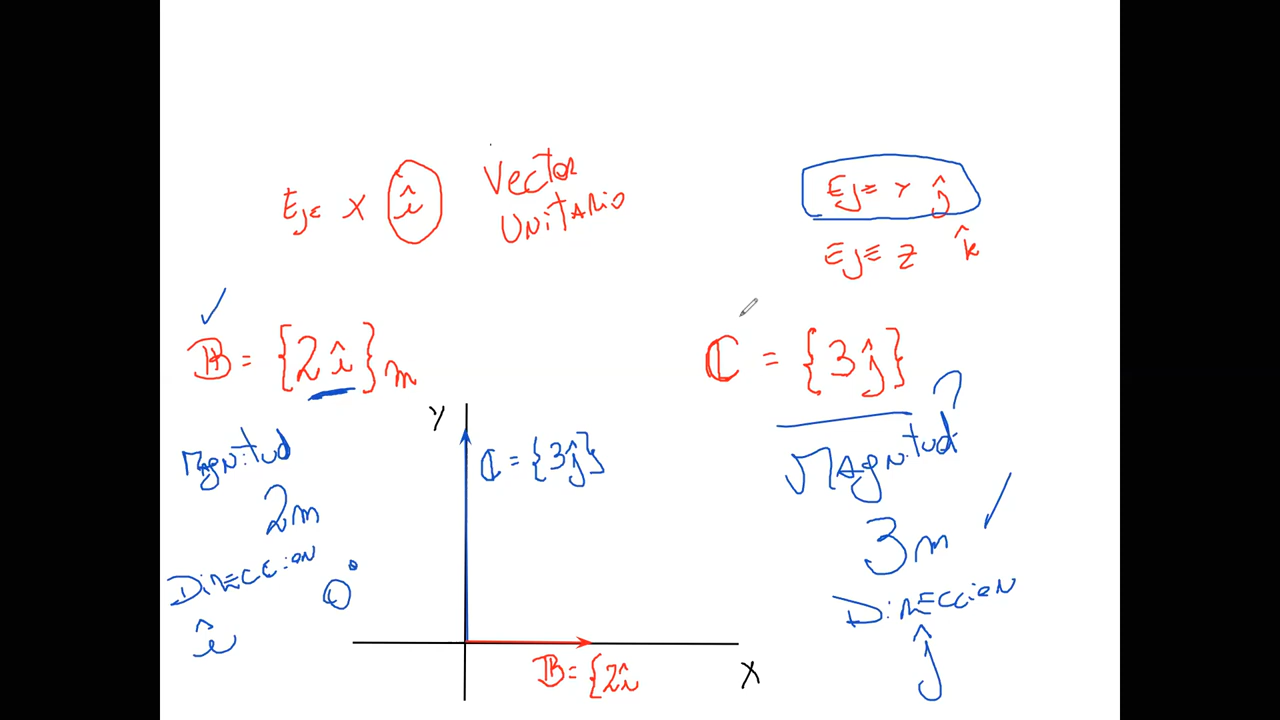 Eje x î Vector
Unitario
Eje Y ĵ
Eje z k̂
𝔹 = {2î}m
ℂ = {3ĵ}
Magnitud
2m
Dirección
0°
î
Y
ℂ = {3ĵ}
𝔹 = {2î
X
?
Magnitud
3m
Dirección
ĵ